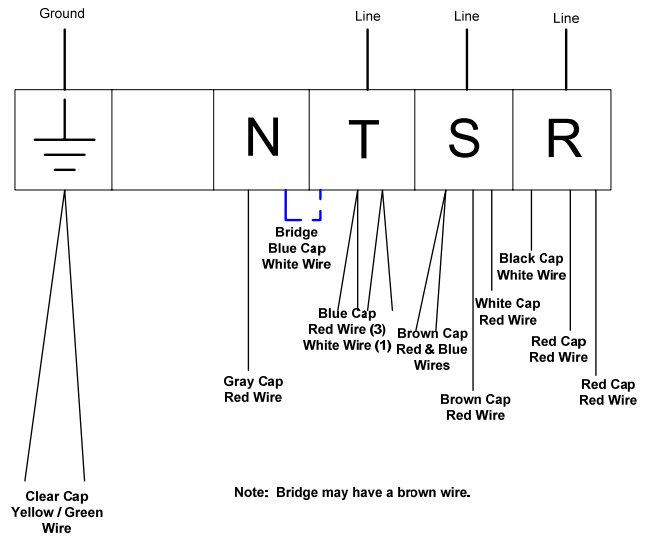 Ground
Line
Line
Line
N
T
S
R
Bridge
Blue Cap
White Wire
Blue Cap
Red Wire (3)
White Wire (1)
Brown Cap
Red & Blue
Wires
Black Cap
White Wire
White Cap
Red Wire
Red Cap
Red Wire
Gray Cap
Red Wire
Brown Cap
Red Wire
Red Cap
Red Wire
Clear Cap
Yellow / Green
Wire
Note:  Bridge may have a brown wire.